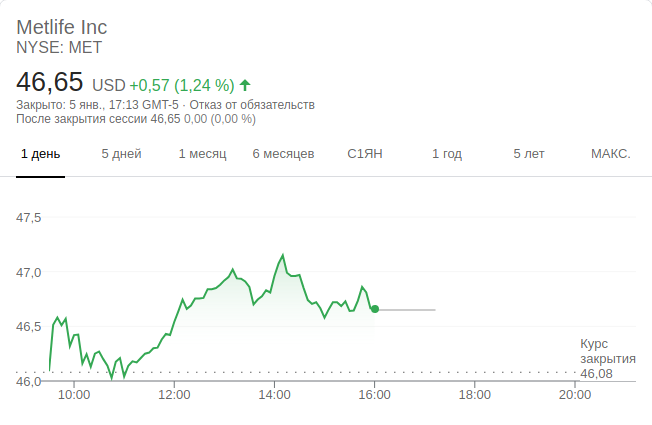 Metlife Inc
NYSE: MET
46,65 USD +0,57 (1,24 %)
Закрыто: 5 янв., 17:13 GMT-5 · Отказ от обязательств
После закрытия сессии 46,65 0,00 (0,00 %)
1 день 5 дней 1 месяц 6 месяцев С1ЯН 1 год 5 лет МАКС.
47,5
47,0
46,5
Курс
закрытия
46,08
46,0
10:00 12:00 14:00 16:00 18:00 20:00